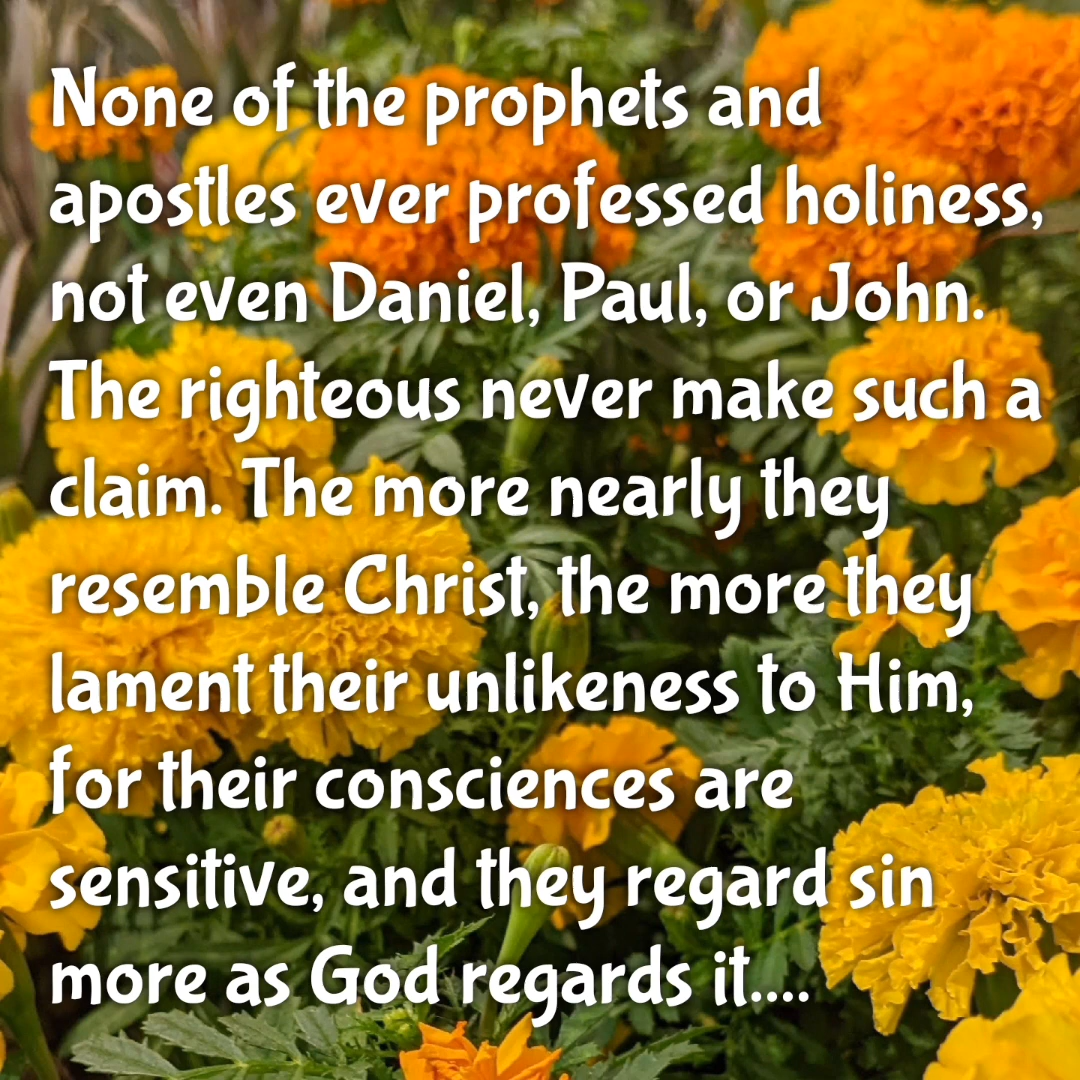 None of the prophets and
apostles ever professed holiness,
not even Daniel, Paul, or John.
The righteous never make such a
claim. The more nearly they
resemble Christ, the more they
lament their unlikeness to Him,
for their consciences are
sensitive, and they regard sin
more as God regards it....